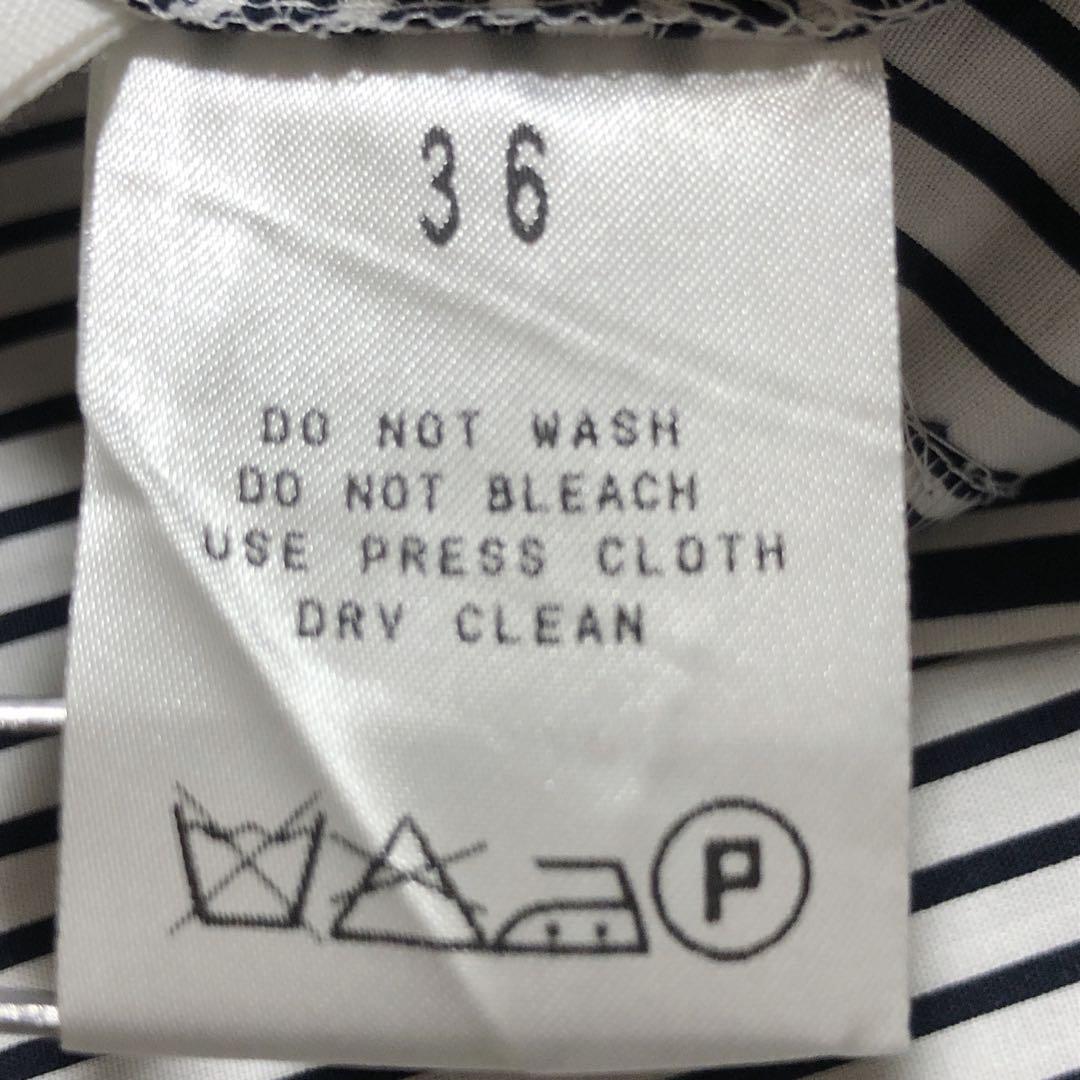 36
DO NOT WASH
DO NOT BLEACH
USE PRESS CLOTH
DRY CLEAN
P